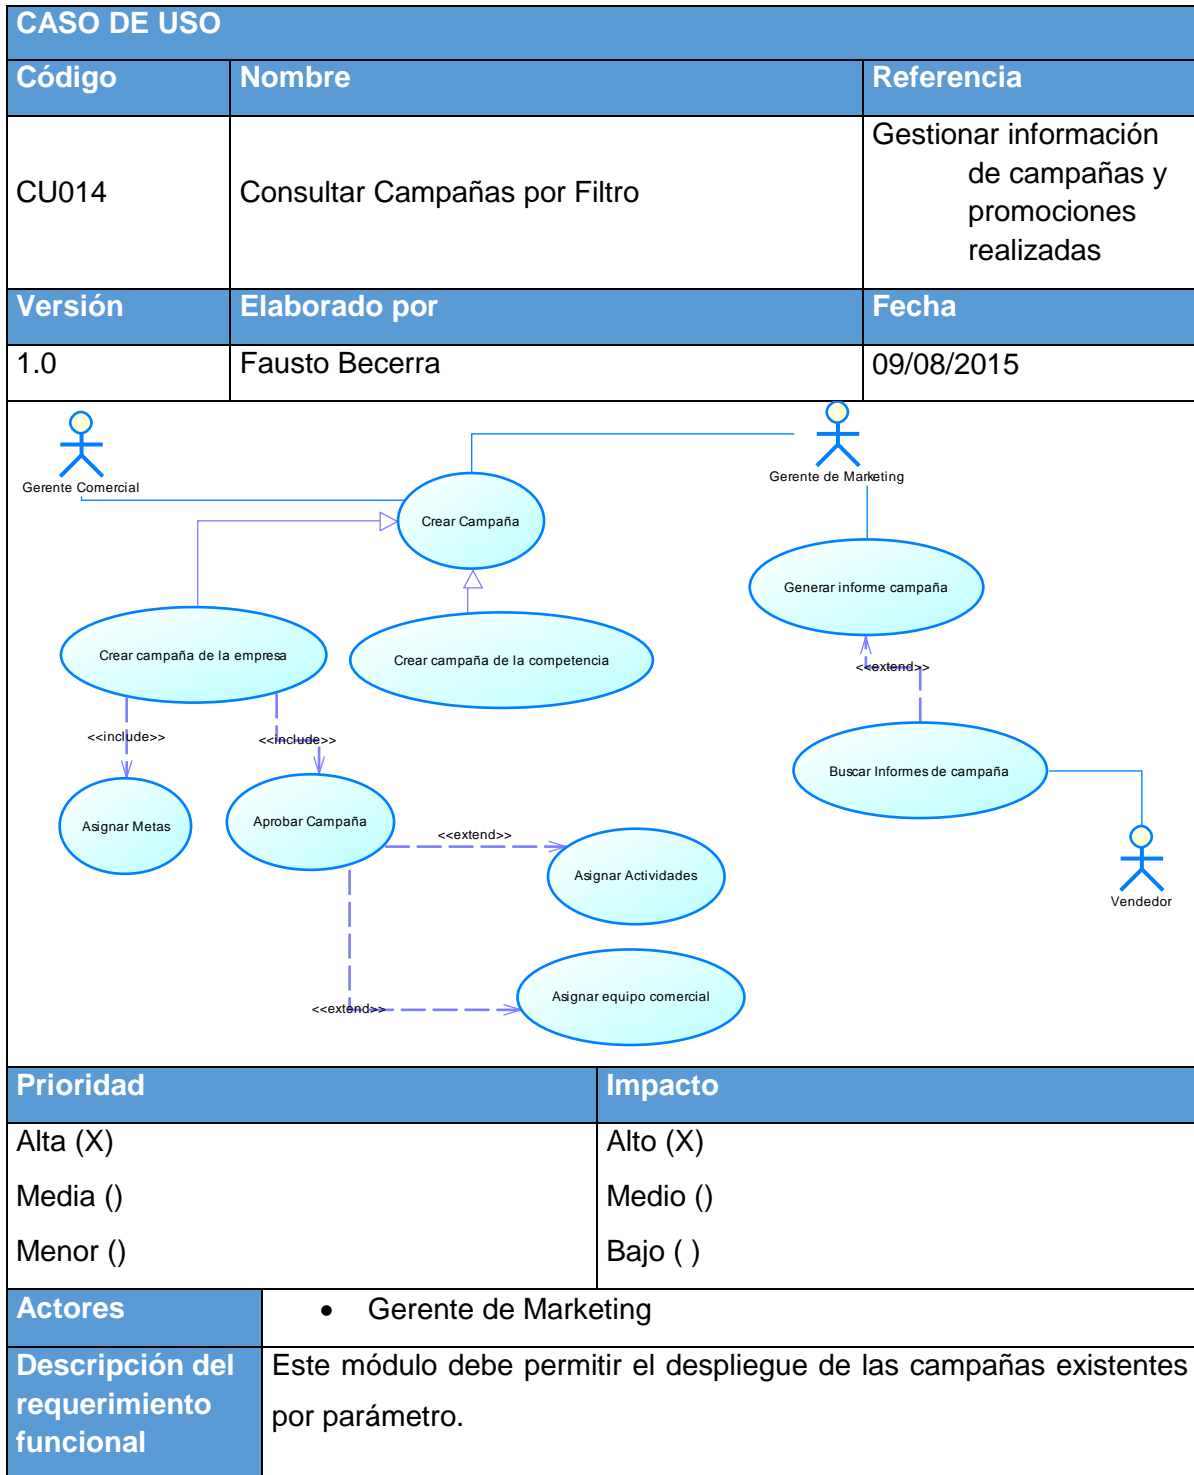 CASO DE USO
Código Nombre Referencia
CU014 Consultar Campañas por Filtro Gestionar información
de campañas y
promociones
realizadas
Versión Elaborado por Fecha
1.0 Fausto Becerra 09/08/2015
Gerente Comercial
Gerente de Marketing
Crear Campaña
Generar informe campaña
Crear campaña de la empresa
Crear campaña de la competencia
<<extend>>
<<include>>
<<include>>
Buscar Informes de campaña
Asignar Metas
Aprobar Campaña
<<extend>>
Asignar Actividades
Vendedor
Asignar equipo comercial
<<extend>>
Prioridad Impacto
Alta (X) Alto (X)
Media () Medio ()
Menor () Bajo ( )
Actores • Gerente de Marketing
Descripción del
requerimiento
funcional
Este módulo debe permitir el despliegue de las campañas existentes
por parámetro.